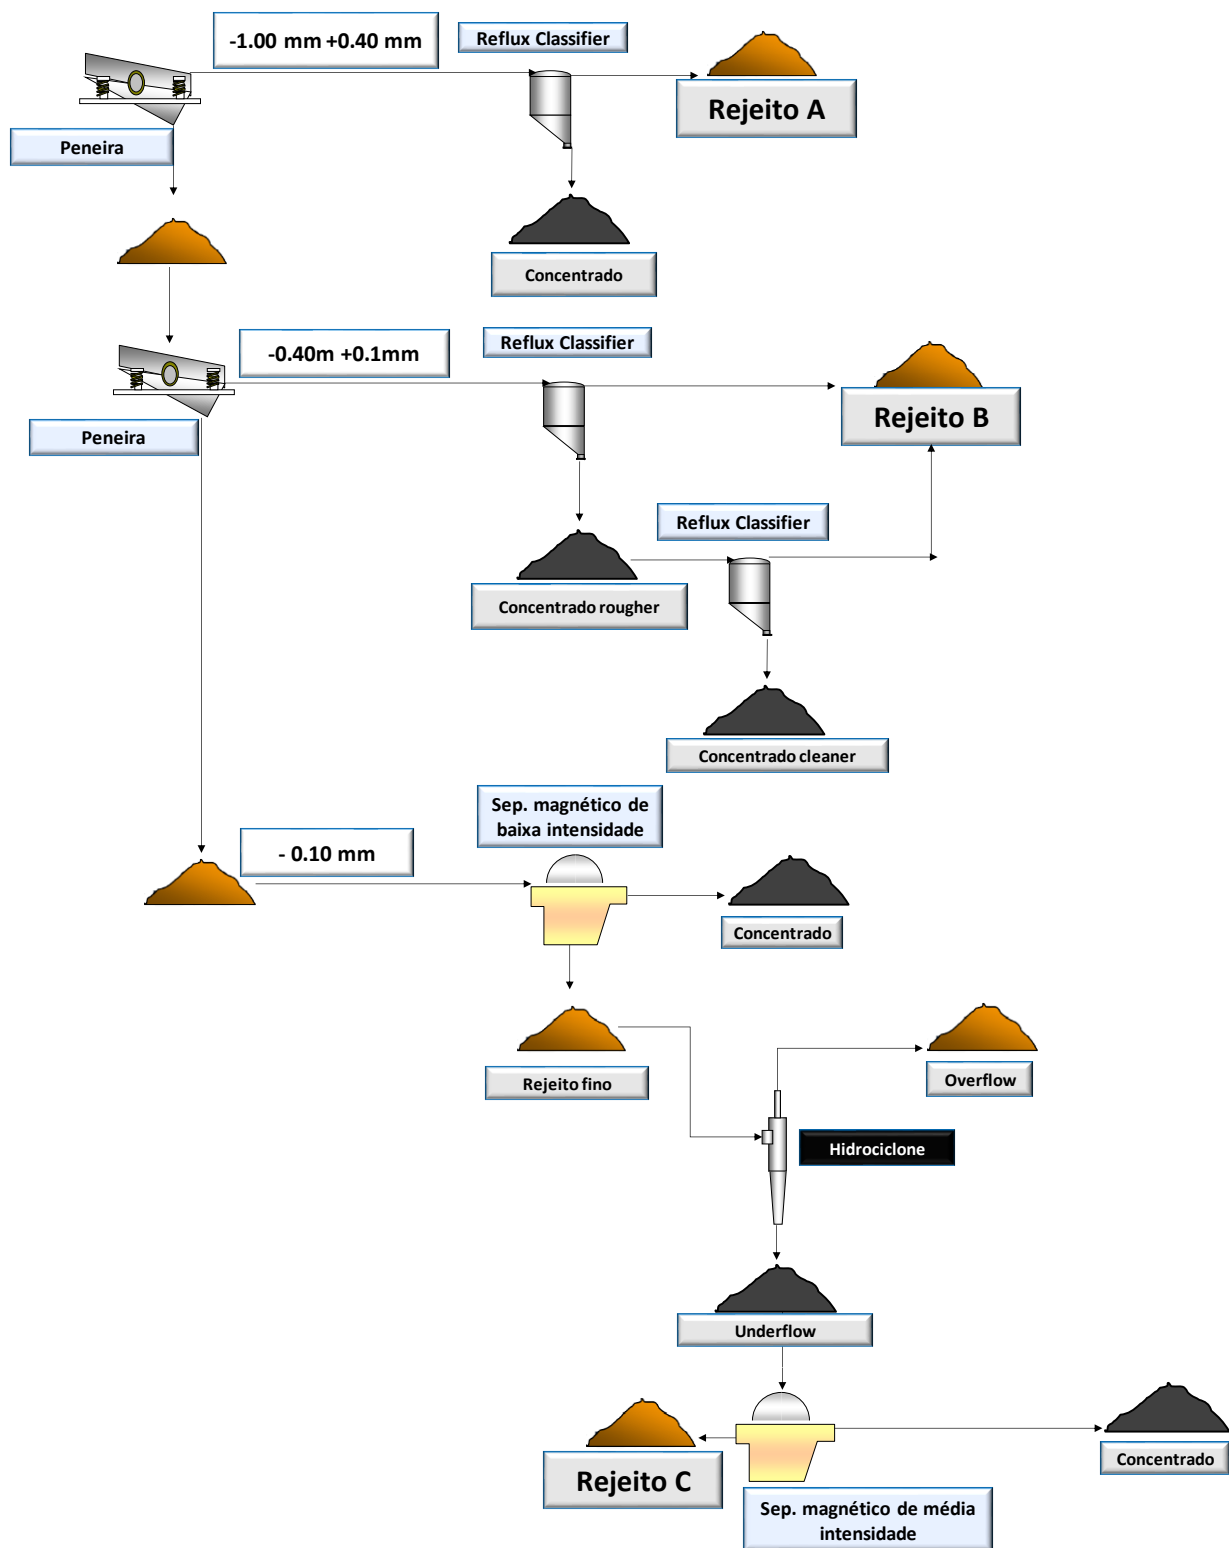 -1.00 mm +0.40 mm
Reflux Classifier
Rejeito A
Peneira
Concentrado
-0.40m +0.1mm
Reflux Classifier
Rejeito B
Peneira
Reflux Classifier
Concentrado rougher
Concentrado cleaner
Sep. magnético de
baixa intensidade
- 0.10 mm
Concentrado
Rejeito fino
Overflow
Hidrociclone
Underflow
Concentrado
Rejeito C
Sep. magnético de média
intensidade